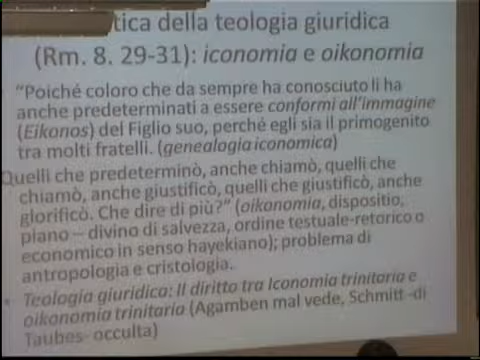 tica della teologia giuridica
(Rm. 8. 29-31): iconomia e oikonomia
"Poiché coloro che da sempre ha conosciuto li ha
anche predeterminati a essere conformi all'immagine
(Eikonos) del Figlio suo, perché egli sia il primogenito
tra molti fratelli. (genealogia iconomica)
Quelli che predeterminò, anche chiamò, quelli che
chiamò, anche giustificò, quelli che giustificò, anche
glorificò. Che dire di più?" (oikonomia, dispositio,
piano – divino di salvezza, ordine testuale-retorico o
economico in senso hayekiano); problema di
antropologia e cristologia.
Teologia giuridica: Il diritto tra Iconomia trinitaria e
oikonomia trinitaria (Agamben mal vede, Schmitt -di
Taubes- occulta)